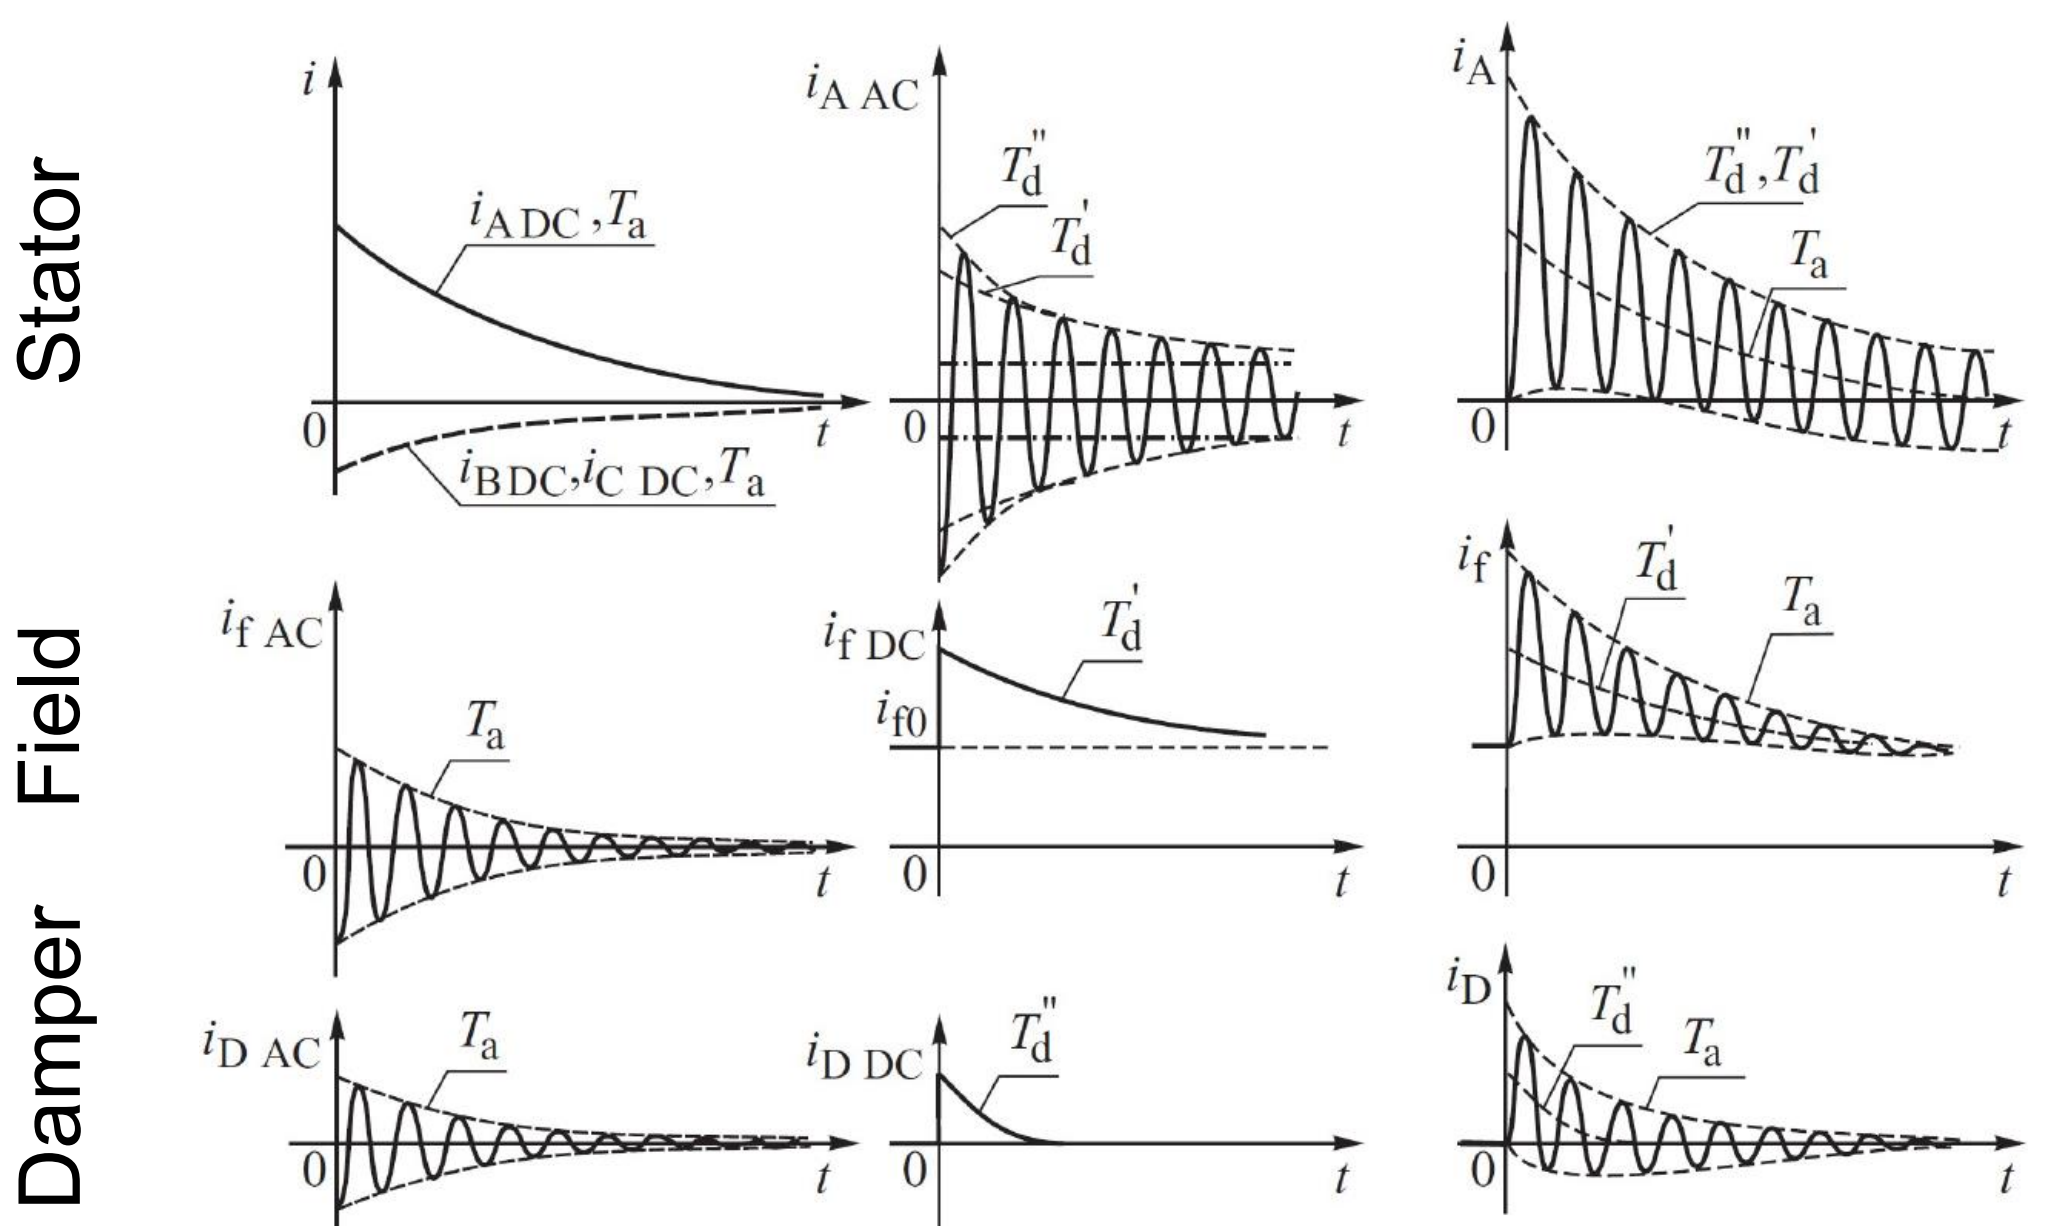 Stator
i
i_A DC , T_a
0
t
i_B DC, i_C DC, T_a
i_A AC
T_d''
T_d'
0
t
i_A
T_d'' , T_d'
T_a
0
t
Field
i_f AC
T_a
0
t
i_f DC
T_d'
i_f0
0
t
i_f
T_d'
T_a
0
t
Damper
i_D AC
T_a
0
t
i_D DC
T_d''
0
t
i_D
T_d''
T_a
0
t